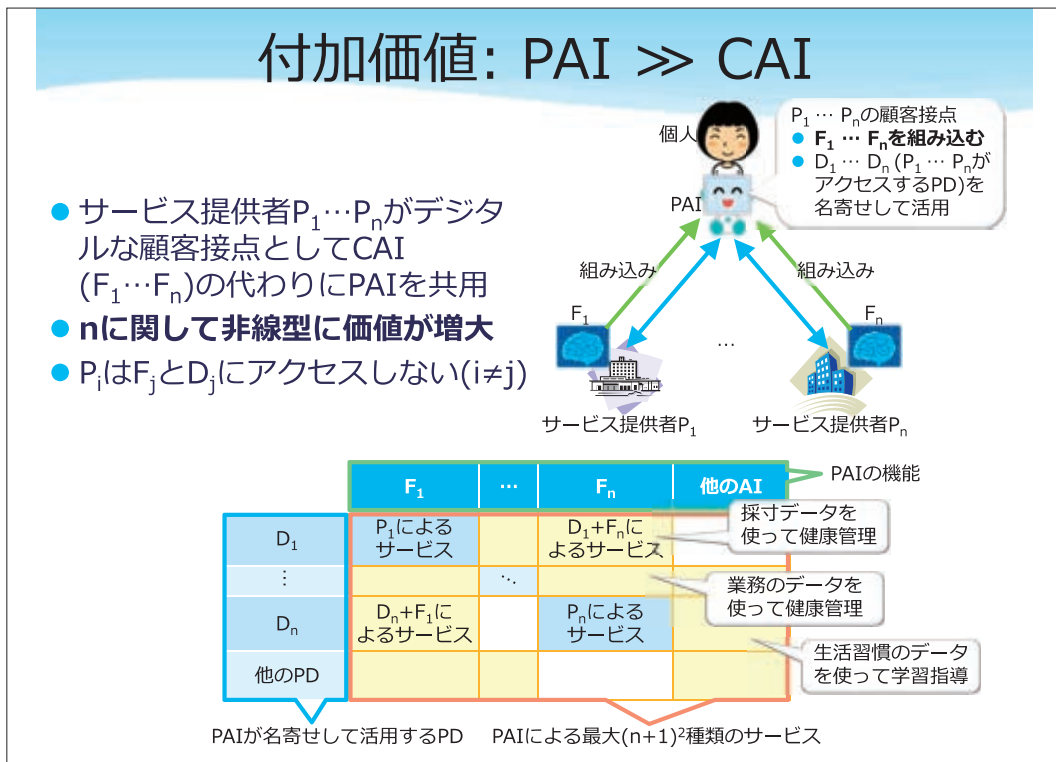 付加価値: PAI ≫ CAI
● サービス提供者P₁…Pₙがデジタ
ルな顧客接点としてCAI
(F₁…Fₙ)の代わりにPAIを共用
● nに関して非線型に価値が増大
● PᵢはFⱼとDⱼにアクセスしない(i≠j)
個人
PAI
P₁ … Pₙの顧客接点
● F₁ … Fₙを組み込む
● D₁ … Dₙ (P₁ … Pₙが
アクセスするPD)を
名寄せして活用
組み込み
組み込み
F₁
…
Fₙ
サービス提供者P₁
サービス提供者Pₙ
PAIの機能
F₁ … Fₙ 他のAI
D₁
P₁による
サービス
D₁+Fₙに
よるサービス
⋮
⋱
Dₙ
Dₙ+F₁に
よるサービス
Pₙによる
サービス
他のPD
採寸データを
使って健康管理
業務のデータを
使って健康管理
生活習慣のデータ
を使って学習指導
PAIが名寄せして活用するPD
PAIによる最大(n+1)²種類のサービス